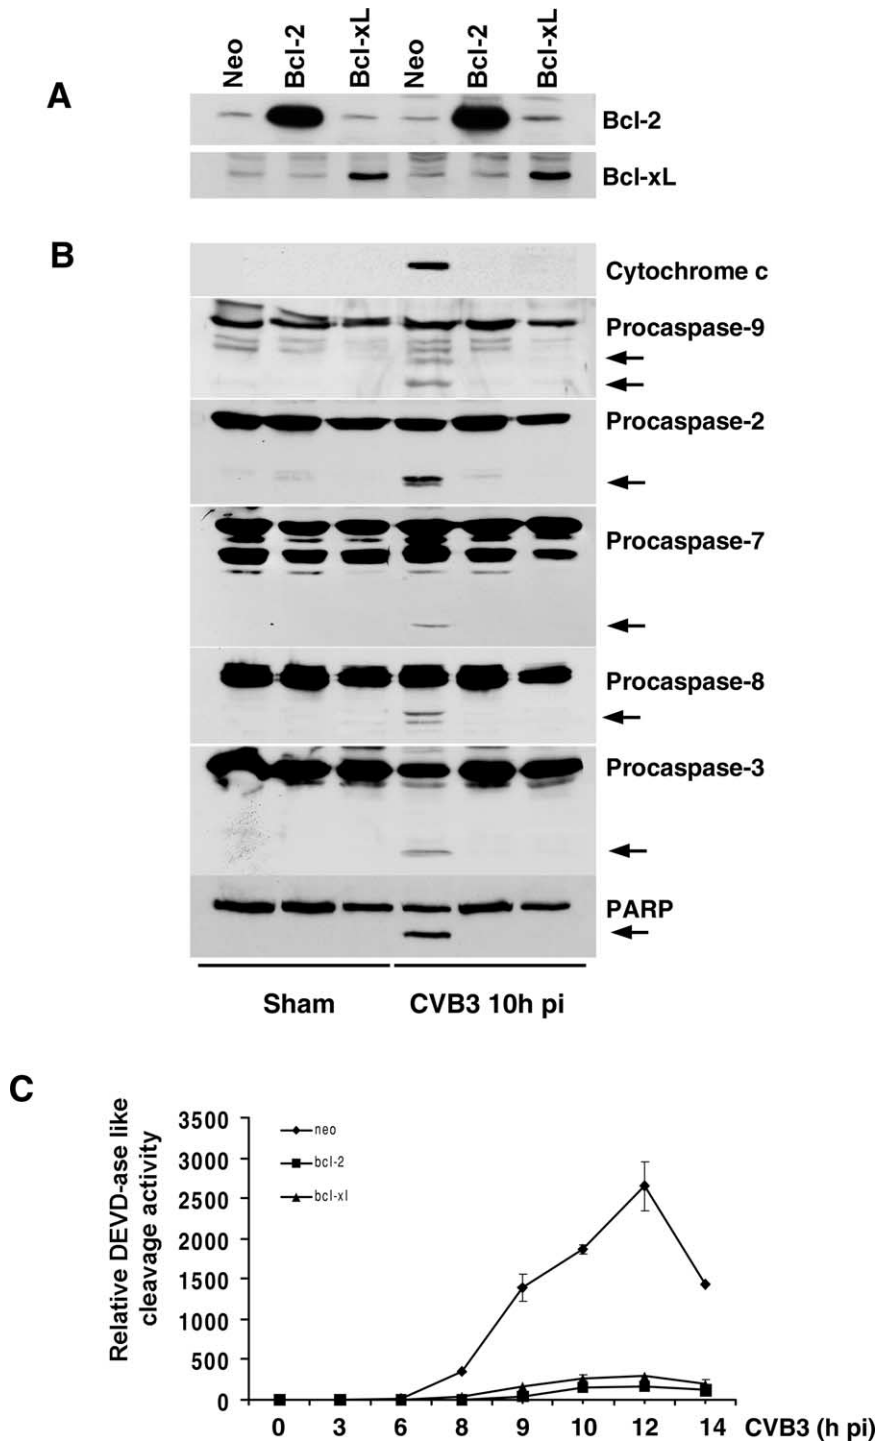 Neo Bcl-2 Bcl-xL Neo Bcl-2 Bcl-xL
A
Bcl-2
Bcl-xL
B
Cytochrome c
Procaspase-9
Procaspase-2
Procaspase-7
Procaspase-8
Procaspase-3
PARP
Sham CVB3 10h pi
C
Relative DEVD-ase like
cleavage activity
3500
3000
2500
2000
1500
1000
500
0
neo
bcl-2
bcl-xl
0 3 6 8 9 10 12 14 CVB3 (h pi)